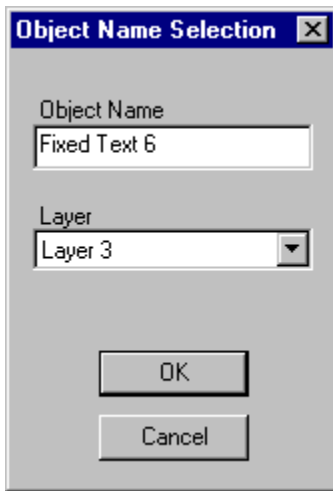 Object Name Selection
Object Name
Fixed Text 6
Layer
Layer 3
OK
Cancel